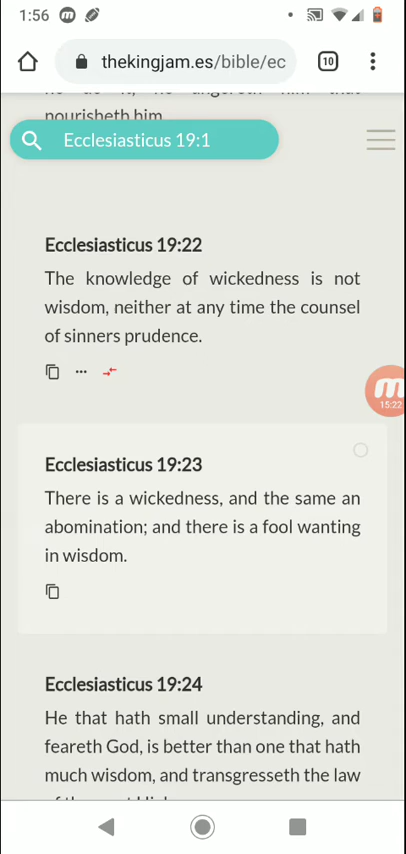 1:56
thekingjam.es/bible/ec
10
nourisheth him
Ecclesiasticus 19:1
Ecclesiasticus 19:22
The knowledge of wickedness is not
wisdom, neither at any time the counsel
of sinners prudence.
15:22
Ecclesiasticus 19:23
There is a wickedness, and the same an
abomination; and there is a fool wanting
in wisdom.
Ecclesiasticus 19:24
He that hath small understanding, and
feareth God, is better than one that hath
much wisdom, and transgresseth the law